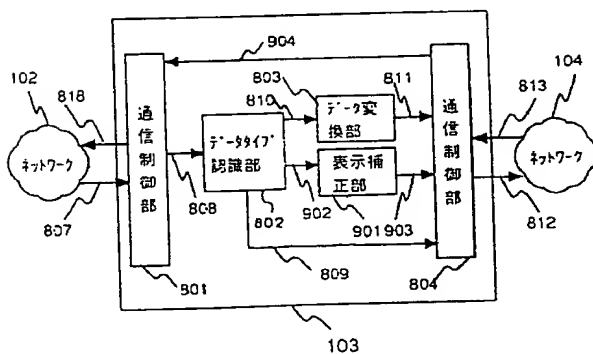 904
102
818
ネットワーク
807
通信制御部
801
808
データタイプ
認識部
802
803
810
データ変
換部
811
表示補
正部
902
901
903
809
通信制御部
804
813
104
ネットワーク
812
103